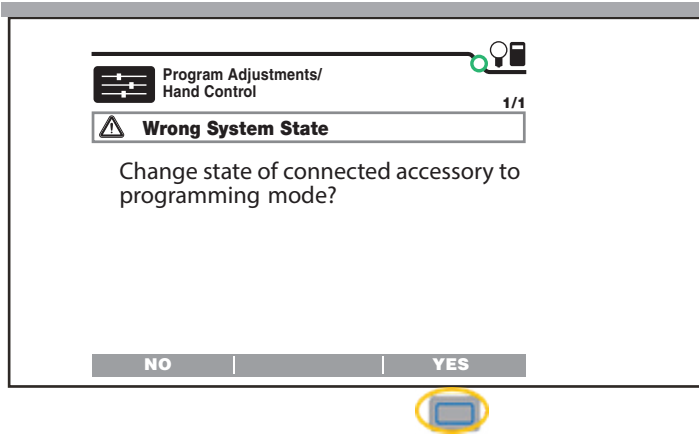 Program Adjustments/
Hand Control
1/1
Wrong System State
Change state of connected accessory to
programming mode?
NO YES